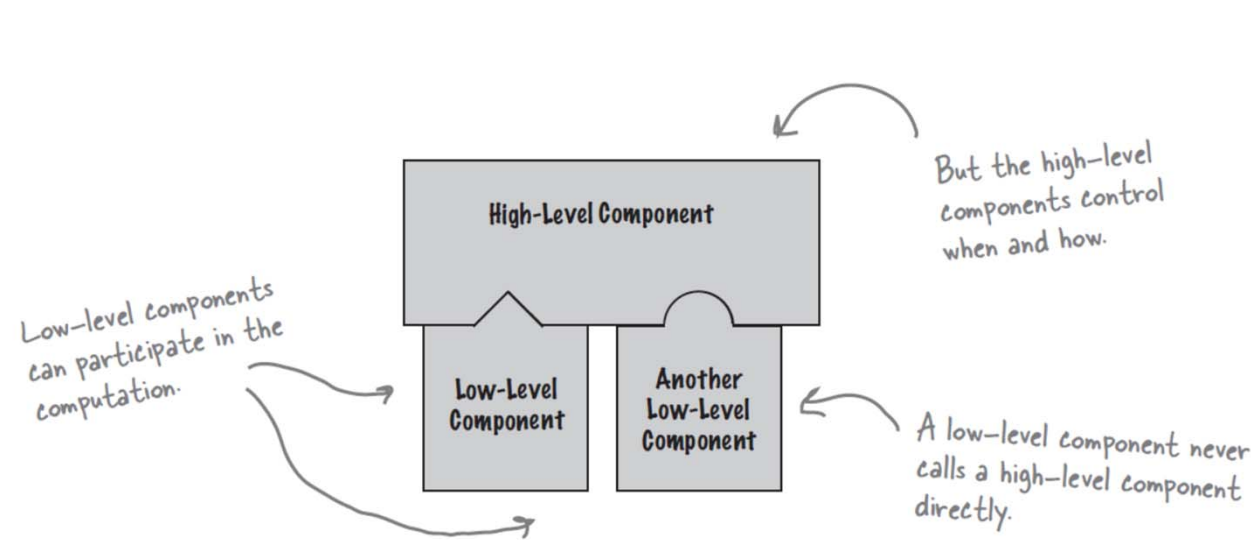 But the high-level
components control
when and how.
High-Level Component
Low-level components
can participate in the
computation.
Low-Level
Component
Another
Low-Level
Component
A low-level component never
calls a high-level component
directly.